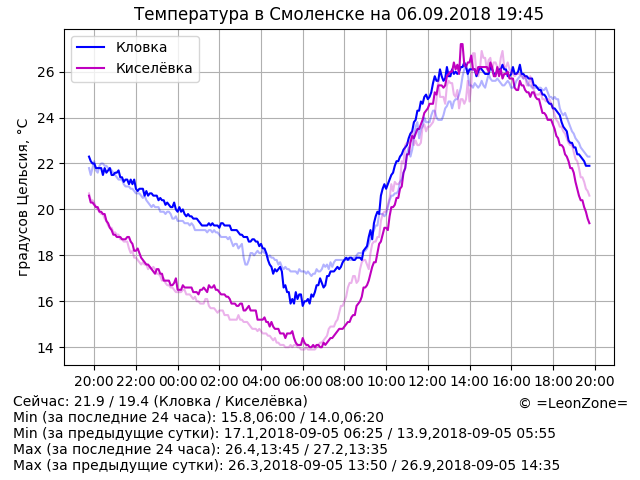 Температура в Смоленске на 06.09.2018 19:45
Кловка
Киселёвка
градусов Цельсия, °C
26
24
22
20
18
16
14
20:00 22:00 00:00 02:00 04:00 06:00 08:00 10:00 12:00 14:00 16:00 18:00 20:00
Сейчас: 21.9 / 19.4 (Кловка / Киселёвка)
© =LeonZone=
Min (за последние 24 часа): 15.8,06:00 / 14.0,06:20
Min (за предыдущие сутки): 17.1,2018-09-05 06:25 / 13.9,2018-09-05 05:55
Max (за последние 24 часа): 26.4,13:45 / 27.2,13:35
Max (за предыдущие сутки): 26.3,2018-09-05 13:50 / 26.9,2018-09-05 14:35